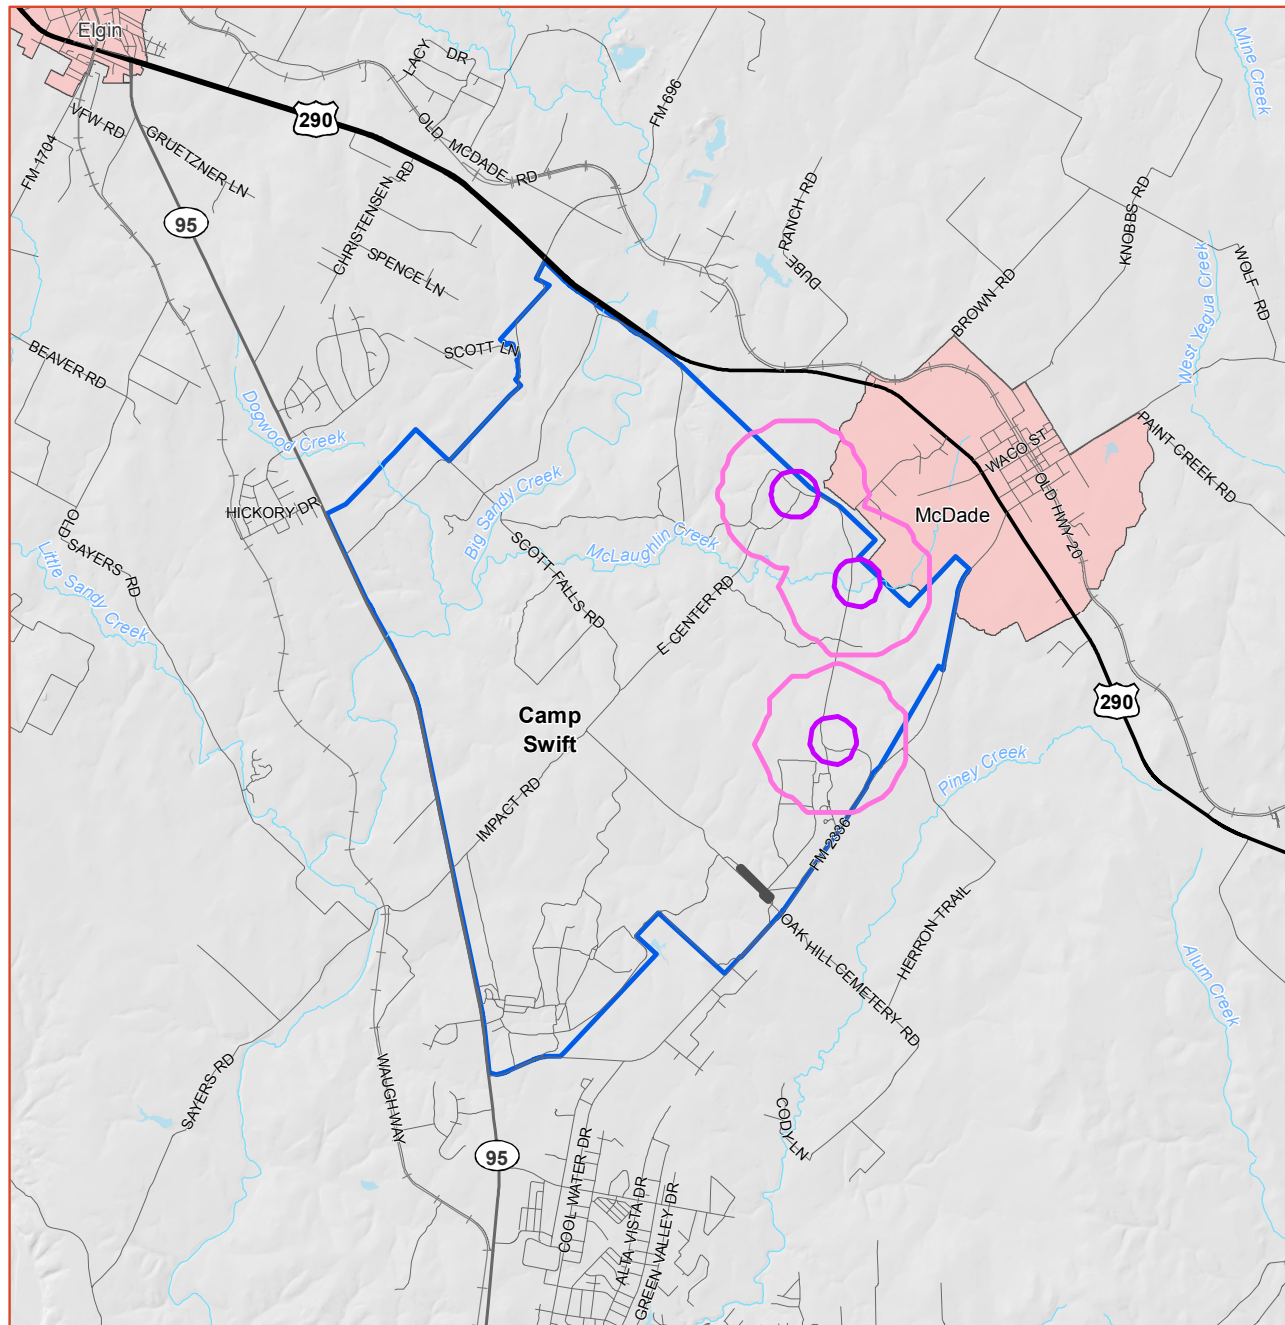 Elgin
LACY DR
Mine Creek
290
FM 696
VFW RD
OLD MCDADE RD
FM 1704
GRUETZNER LN
CHRISTENSEN RD
DUBE RANCH RD
KNOBBS RD
95
WOLF RD
SPENCE LN
West Yegua Creek
BROWN RD
BEAVER RD
SCOTT LN
Dogwood Creek
WACO ST
PAINT CREEK RD
HICKORY DR
Big Sandy Creek
OLD HWY 20
McDade
OLD SAYERS RD
Little Sandy Creek
McLaughlin Creek
SCOTT FALLS RD
E CENTER RD
Camp
Swift
290
Piney Creek
IMPACT RD
FM 2336
OAK HILL CEMETERY RD
HERRON TRAIL
Alum Creek
SAYERS RD
WAUGH WAY
CODY LN
95
COOL WATER DR
ALTA VISTA DR
GREEN VALLEY DR